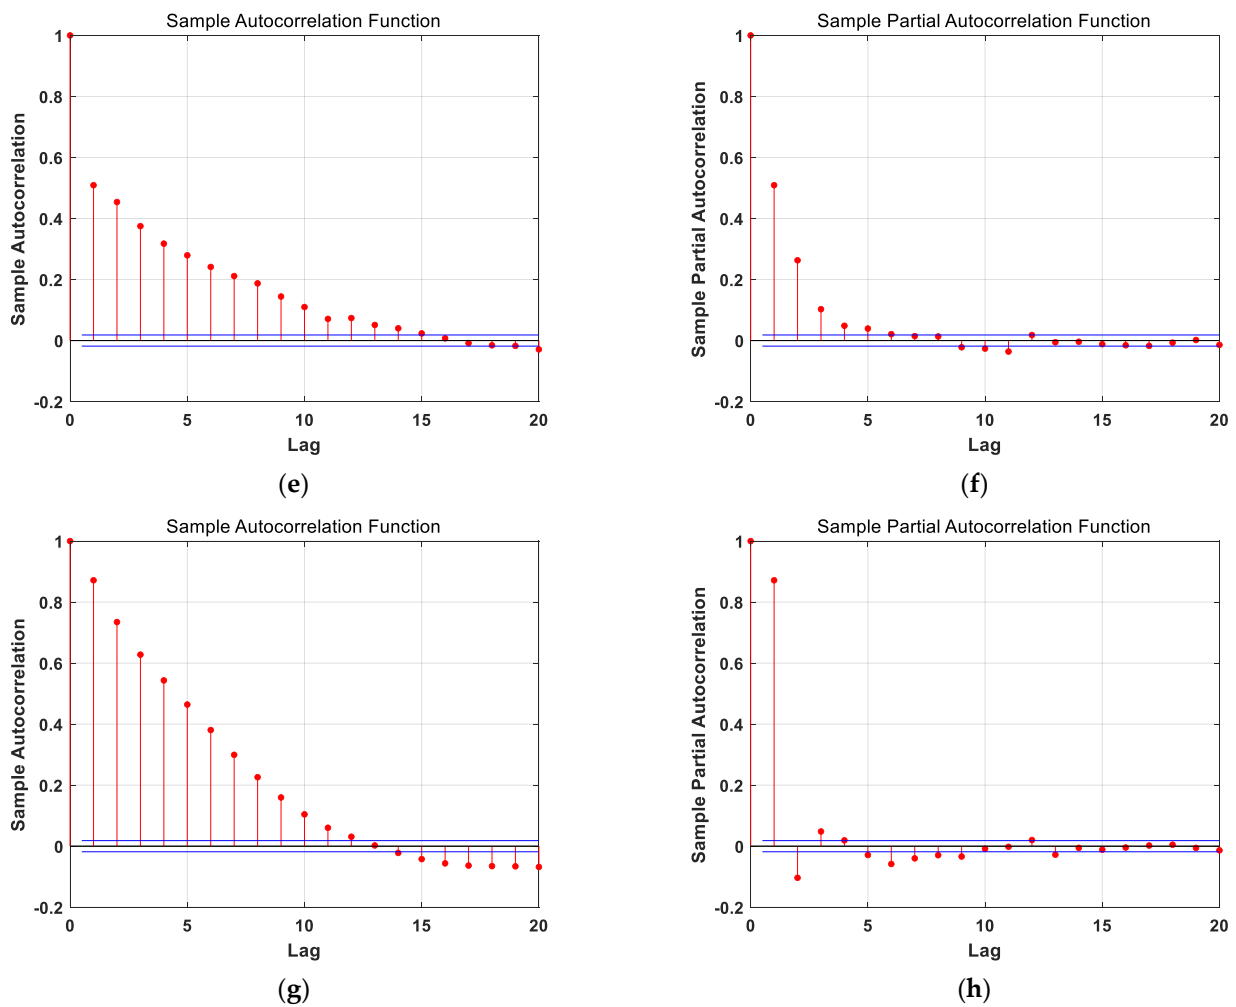 Sample Autocorrelation Function
1
0.8
0.6
0.4
0.2
0
-0.2
Sample Autocorrelation
0 5 10 15 20
Lag
(e)
Sample Partial Autocorrelation Function
1
0.8
0.6
0.4
0.2
0
-0.2
Sample Partial Autocorrelation
0 5 10 15 20
Lag
(f)
Sample Autocorrelation Function
1
0.8
0.6
0.4
0.2
0
-0.2
Sample Autocorrelation
0 5 10 15 20
Lag
(g)
Sample Partial Autocorrelation Function
1
0.8
0.6
0.4
0.2
0
-0.2
Sample Partial Autocorrelation
0 5 10 15 20
Lag
(h)